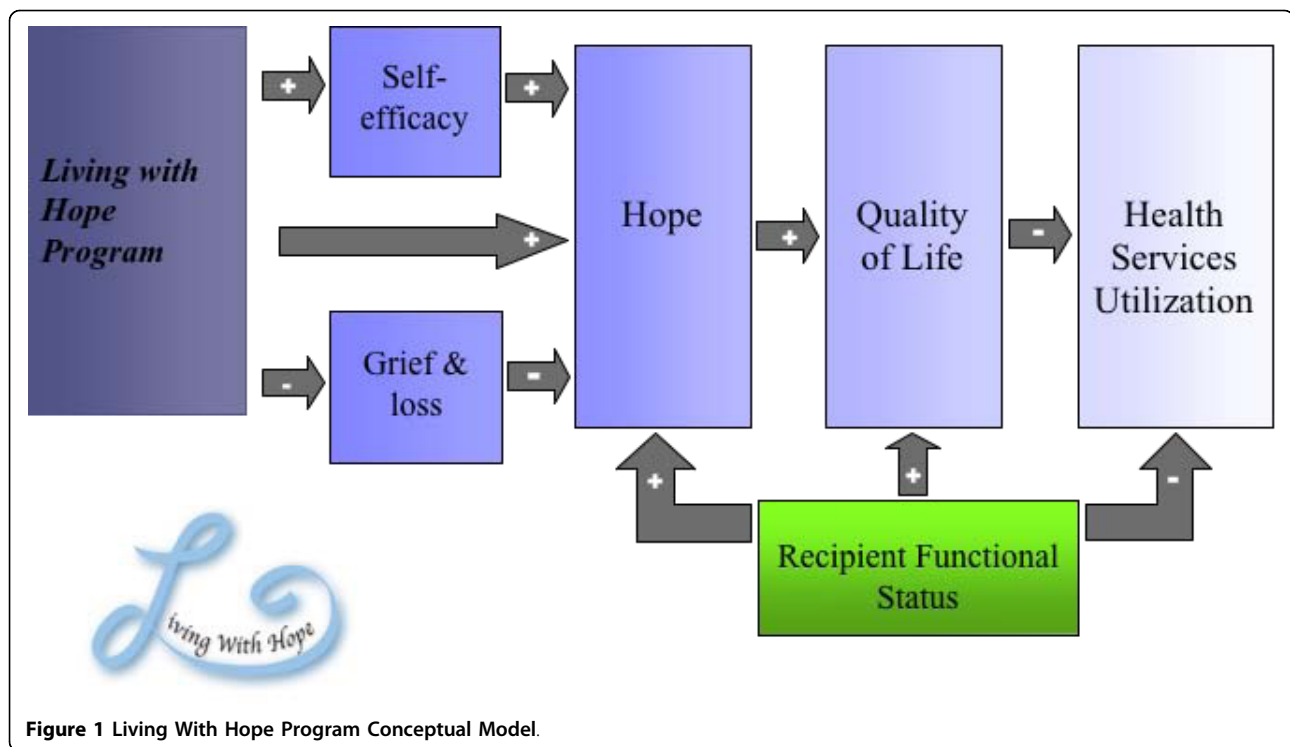 Living with
Hope
Program
+
Self-
efficacy
+
+
-
Grief &
loss
-
Hope
+
Quality
of Life
-
Health
Services
Utilization
+
+
-
Recipient Functional
Status
Living With Hope
Figure 1 Living With Hope Program Conceptual Model.